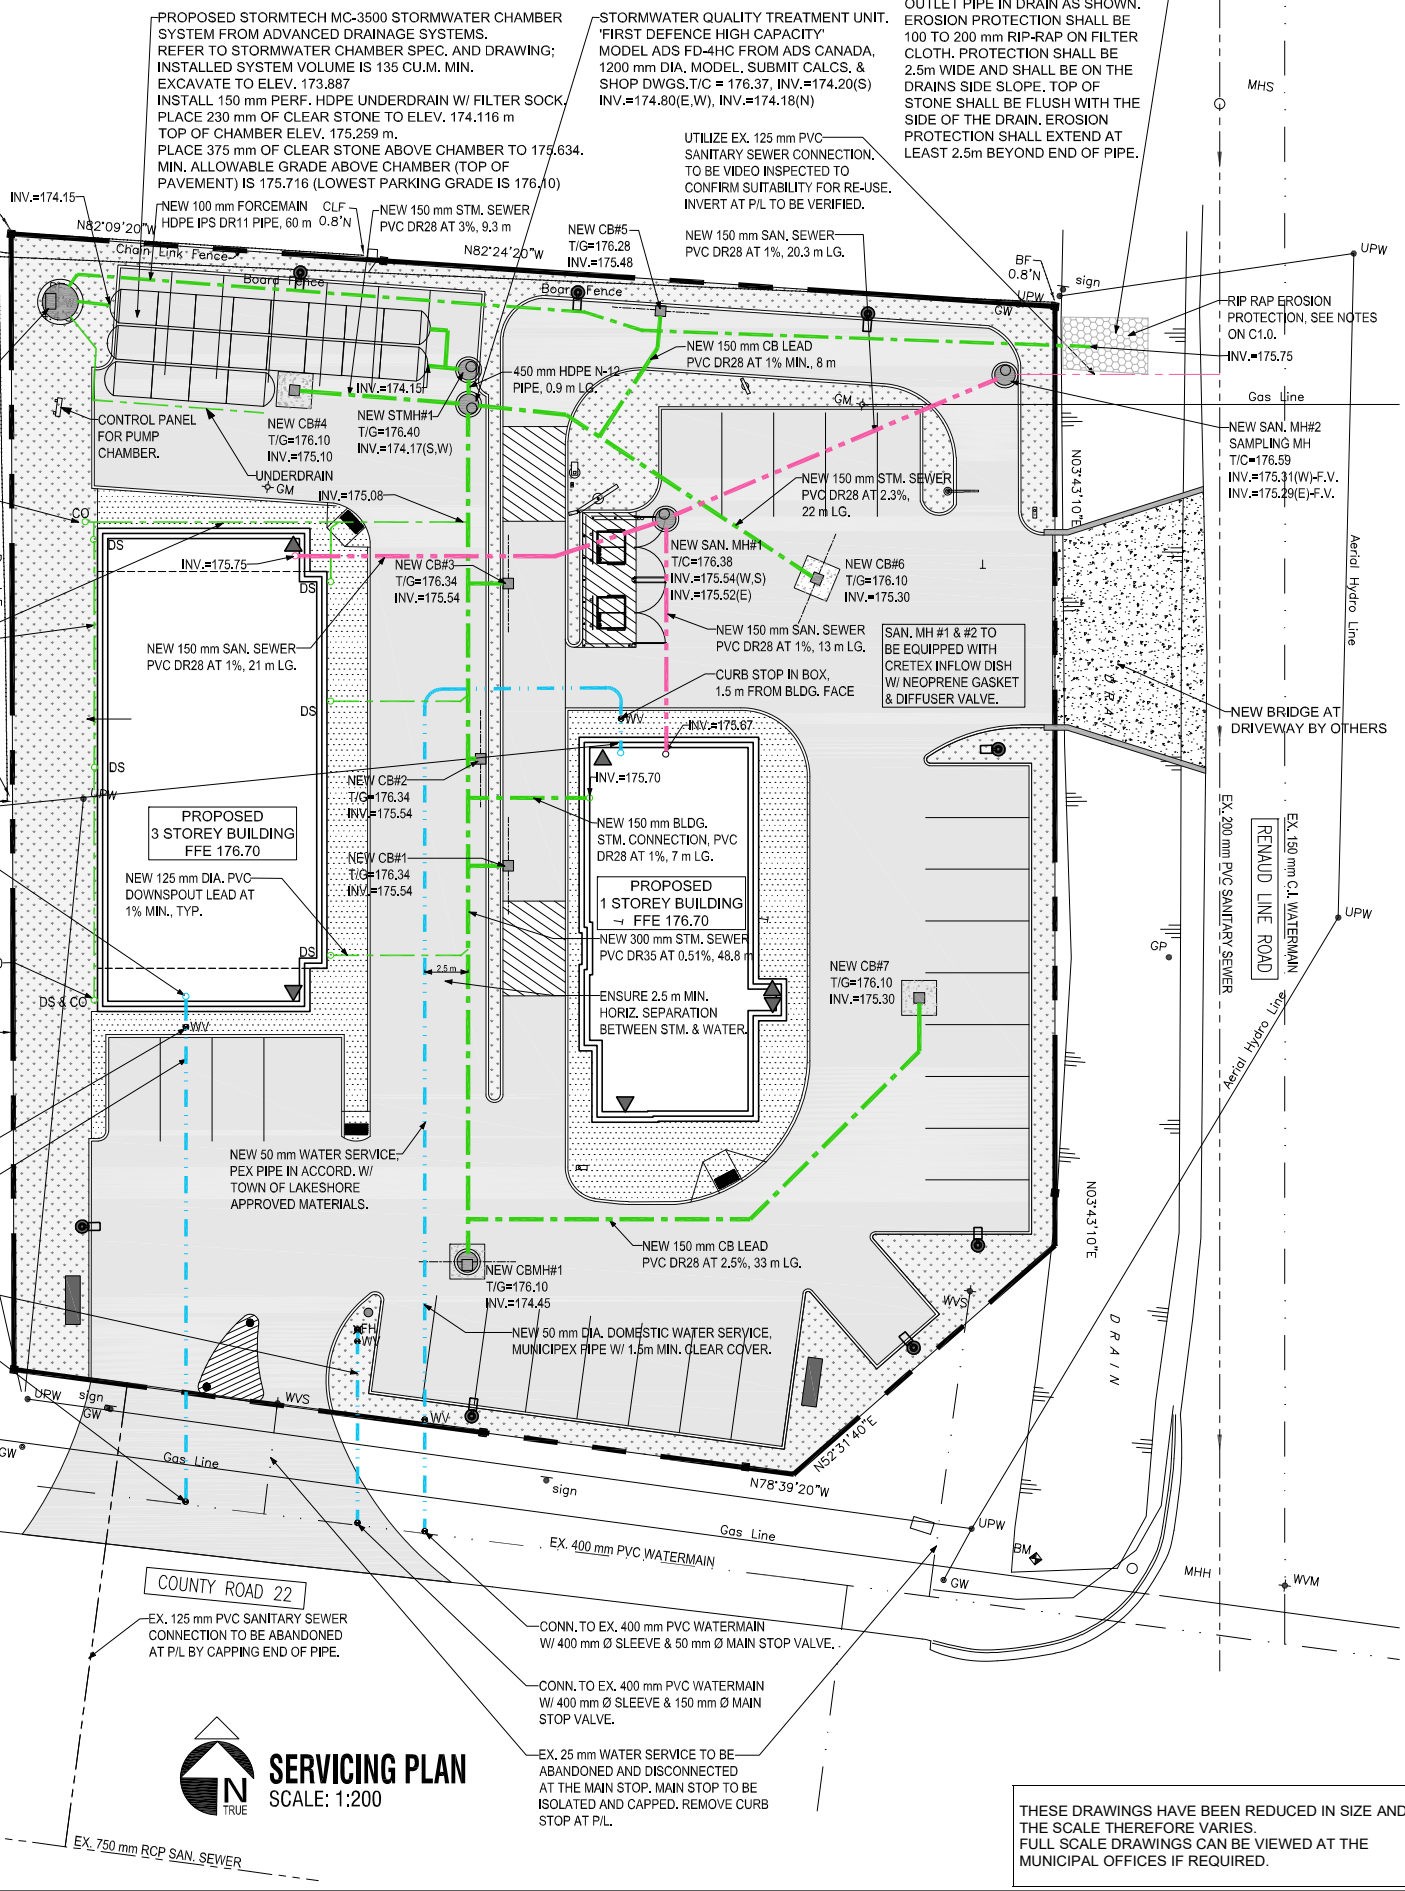 PROPOSED STORMTECH MC-3500 STORMWATER CHAMBER
SYSTEM FROM ADVANCED DRAINAGE SYSTEMS.
REFER TO STORMWATER CHAMBER SPEC. AND DRAWING;
INSTALLED SYSTEM VOLUME IS 135 CU.M. MIN.
EXCAVATE TO ELEV. 173.887
INSTALL 150 mm PERF. HDPE UNDERDRAIN W/ FILTER SOCK.
PLACE 230 mm OF CLEAR STONE TO ELEV. 174.116 m
TOP OF CHAMBER ELEV. 175.259 m.
PLACE 375 mm OF CLEAR STONE ABOVE CHAMBER TO 175.634.
MIN. ALLOWABLE GRADE ABOVE CHAMBER (TOP OF
PAVEMENT) IS 175.716 (LOWEST PARKING GRADE IS 176.10)
STORMWATER QUALITY TREATMENT UNIT.
'FIRST DEFENCE HIGH CAPACITY'
MODEL ADS FD-4HC FROM ADS CANADA,
1200 mm DIA. MODEL. SUBMIT CALCS. &
SHOP DWGS.T/C = 176.37, INV.=174.20(S)
INV.=174.80(E,W), INV.=174.18(N)
OUTLET PIPE IN DRAIN AS SHOWN.
EROSION PROTECTION SHALL BE
100 TO 200 mm RIP-RAP ON FILTER
CLOTH. PROTECTION SHALL BE
2.5m WIDE AND SHALL BE ON THE
DRAINS SIDE SLOPE. TOP OF
STONE SHALL BE FLUSH WITH THE
SIDE OF THE DRAIN. EROSION
PROTECTION SHALL EXTEND AT
LEAST 2.5m BEYOND END OF PIPE.
MHS
UTILIZE EX. 125 mm PVC
SANITARY SEWER CONNECTION.
TO BE VIDEO INSPECTED TO
CONFIRM SUITABILITY FOR RE-USE.
INVERT AT P/L TO BE VERIFIED.
INV.=174.15
NEW 100 mm FORCEMAIN
HDPE IPS DR11 PIPE, 60 m
CLF
0.8'N
NEW 150 mm STM. SEWER
PVC DR28 AT 3%, 9.3 m
N82°09'20"W
Chain Link Fence
N82°24'20"W
NEW CB#5
T/G=176.28
INV.=175.48
NEW 150 mm SAN. SEWER
PVC DR28 AT 1%, 20.3 m LG.
BF
0.8'N
UPW
sign
UPW
GW
Board Fence
Board Fence
RIP RAP EROSION
PROTECTION, SEE NOTES
ON C1.0.
INV.=175.75
NEW 150 mm CB LEAD
PVC DR28 AT 1% MIN., 8 m
450 mm HDPE N-12
PIPE, 0.9 m LG.
INV.=174.15
Gas Line
GM
CONTROL PANEL
FOR PUMP
CHAMBER.
NEW CB#4
T/G=176.10
INV.=175.10
NEW STMH#1
T/G=176.40
INV.=174.17(S,W)
NEW SAN. MH#2
SAMPLING MH
T/C=176.59
INV.=175.31(W)-F.V.
INV.=175.29(E)-F.V.
N03°43'10"E
UNDERDRAIN
GM
INV.=175.08
NEW 150 mm STM. SEWER
PVC DR28 AT 2.3%,
22 m LG.
CO
DS
INV.=175.75
DS
NEW CB#3
T/G=176.34
INV.=175.54
NEW SAN. MH#1
T/C=176.38
INV.=175.54(W,S)
INV.=175.52(E)
NEW CB#6
T/G=176.10
INV.=175.30
Aerial Hydro Line
NEW 150 mm SAN. SEWER
PVC DR28 AT 1%, 21 m LG.
NEW 150 mm SAN. SEWER
PVC DR28 AT 1%, 13 m LG.
SAN. MH #1 & #2 TO
BE EQUIPPED WITH
CRETEX INFLOW DISH
W/ NEOPRENE GASKET
& DIFFUSER VALVE.
CURB STOP IN BOX,
1.5 m FROM BLDG. FACE
DS
WV
INV.=175.67
NEW BRIDGE AT
DRIVEWAY BY OTHERS
DS
UPW
NEW CB#2
T/G=176.34
INV.=175.54
INV.=175.70
PROPOSED
3 STOREY BUILDING
FFE 176.70
NEW 150 mm BLDG.
STM. CONNECTION, PVC
DR28 AT 1%, 7 m LG.
NEW CB#1
T/G=176.34
INV.=175.54
NEW 125 mm DIA. PVC
DOWNSPOUT LEAD AT
1% MIN., TYP.
PROPOSED
1 STOREY BUILDING
FFE 176.70
EX. 200 mm PVC SANITARY SEWER
RENAUD LINE ROAD
EX. 150 mm C.I. WATERMAIN
UPW
GP
NEW 300 mm STM. SEWER
PVC DR35 AT 0.51%, 48.8 m
DS
2.5 m
NEW CB#7
T/G=176.10
INV.=175.30
DS & CO
WV
ENSURE 2.5 m MIN.
HORIZ. SEPARATION
BETWEEN STM. & WATER.
Aerial Hydro Line
NEW 50 mm WATER SERVICE,
PEX PIPE IN ACCORD. W/
TOWN OF LAKESHORE
APPROVED MATERIALS.
N03°43'10"E
NEW 150 mm CB LEAD
PVC DR28 AT 2.5%, 33 m LG.
NEW CBMH#1
T/G=176.10
INV.=174.45
WVS
FH
WV
NEW 50 mm DIA. DOMESTIC WATER SERVICE,
MUNICIPEX PIPE W/ 1.5m MIN. CLEAR COVER.
DRAIN
UPW
sign
GW
WVS
WV
N52°31'40"E
GW
Gas Line
sign
N78°39'20"W
UPW
Gas Line
EX. 400 mm PVC WATERMAIN
BM
GW
MHH
WVM
COUNTY ROAD 22
EX. 125 mm PVC SANITARY SEWER
CONNECTION TO BE ABANDONED
AT P/L BY CAPPING END OF PIPE.
CONN. TO EX. 400 mm PVC WATERMAIN
W/ 400 mm Ø SLEEVE & 50 mm Ø MAIN STOP VALVE.
CONN. TO EX. 400 mm PVC WATERMAIN
W/ 400 mm Ø SLEEVE & 150 mm Ø MAIN
STOP VALVE.
EX. 25 mm WATER SERVICE TO BE
ABANDONED AND DISCONNECTED
AT THE MAIN STOP. MAIN STOP TO BE
ISOLATED AND CAPPED. REMOVE CURB
STOP AT P/L.
N
TRUE
SERVICING PLAN
SCALE: 1:200
EX. 750 mm RCP SAN. SEWER
THESE DRAWINGS HAVE BEEN REDUCED IN SIZE AND
THE SCALE THEREFORE VARIES.
FULL SCALE DRAWINGS CAN BE VIEWED AT THE
MUNICIPAL OFFICES IF REQUIRED.